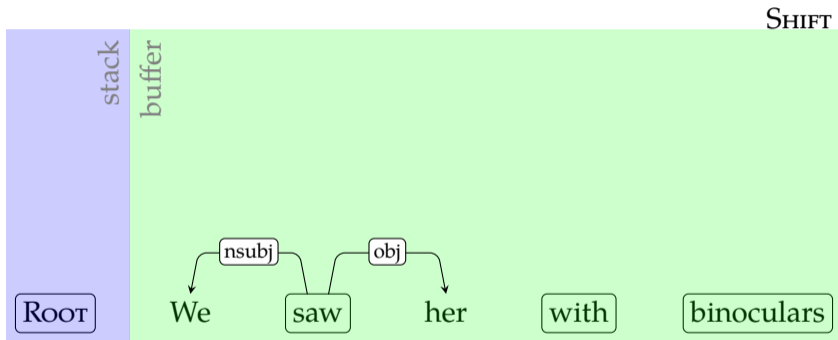 SHIFT
stack
buffer
nsubj obj
ROOT We saw her with binoculars